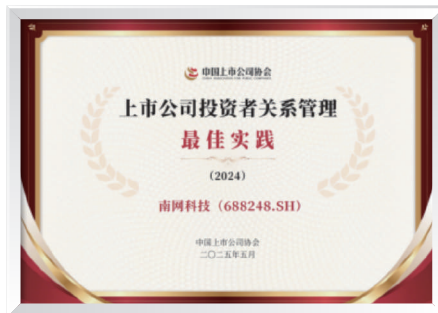 中国上市公司协会
上市公司投资者关系管理
最佳实践
（2024）
南网科技（688248.SH）
中国上市公司协会
二〇二五年五月